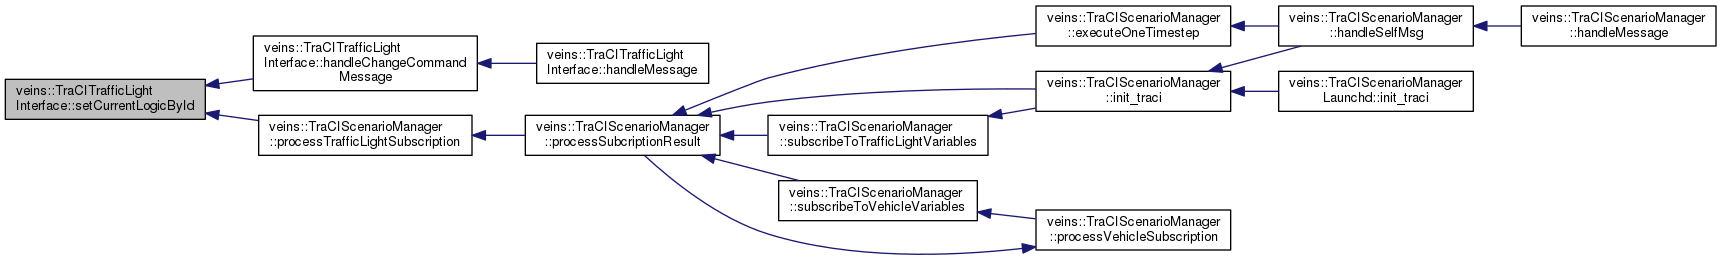 veins::TraCITrafficLight
Interface::setCurrentLogicById
veins::TraCITrafficLight
Interface::handleChangeCommand
Message
veins::TraCITrafficLight
Interface::handleMessage
veins::TraCIScenarioManager
::processTrafficLightSubscription
veins::TraCIScenarioManager
::processSubcriptionResult
veins::TraCIScenarioManager
::executeOneTimestep
veins::TraCIScenarioManager
::handleSelfMsg
veins::TraCIScenarioManager
::handleMessage
veins::TraCIScenarioManager
::init_traci
veins::TraCIScenarioManager
Launchd::init_traci
veins::TraCIScenarioManager
::subscribeToTrafficLightVariables
veins::TraCIScenarioManager
::subscribeToVehicleVariables
veins::TraCIScenarioManager
::processVehicleSubscription